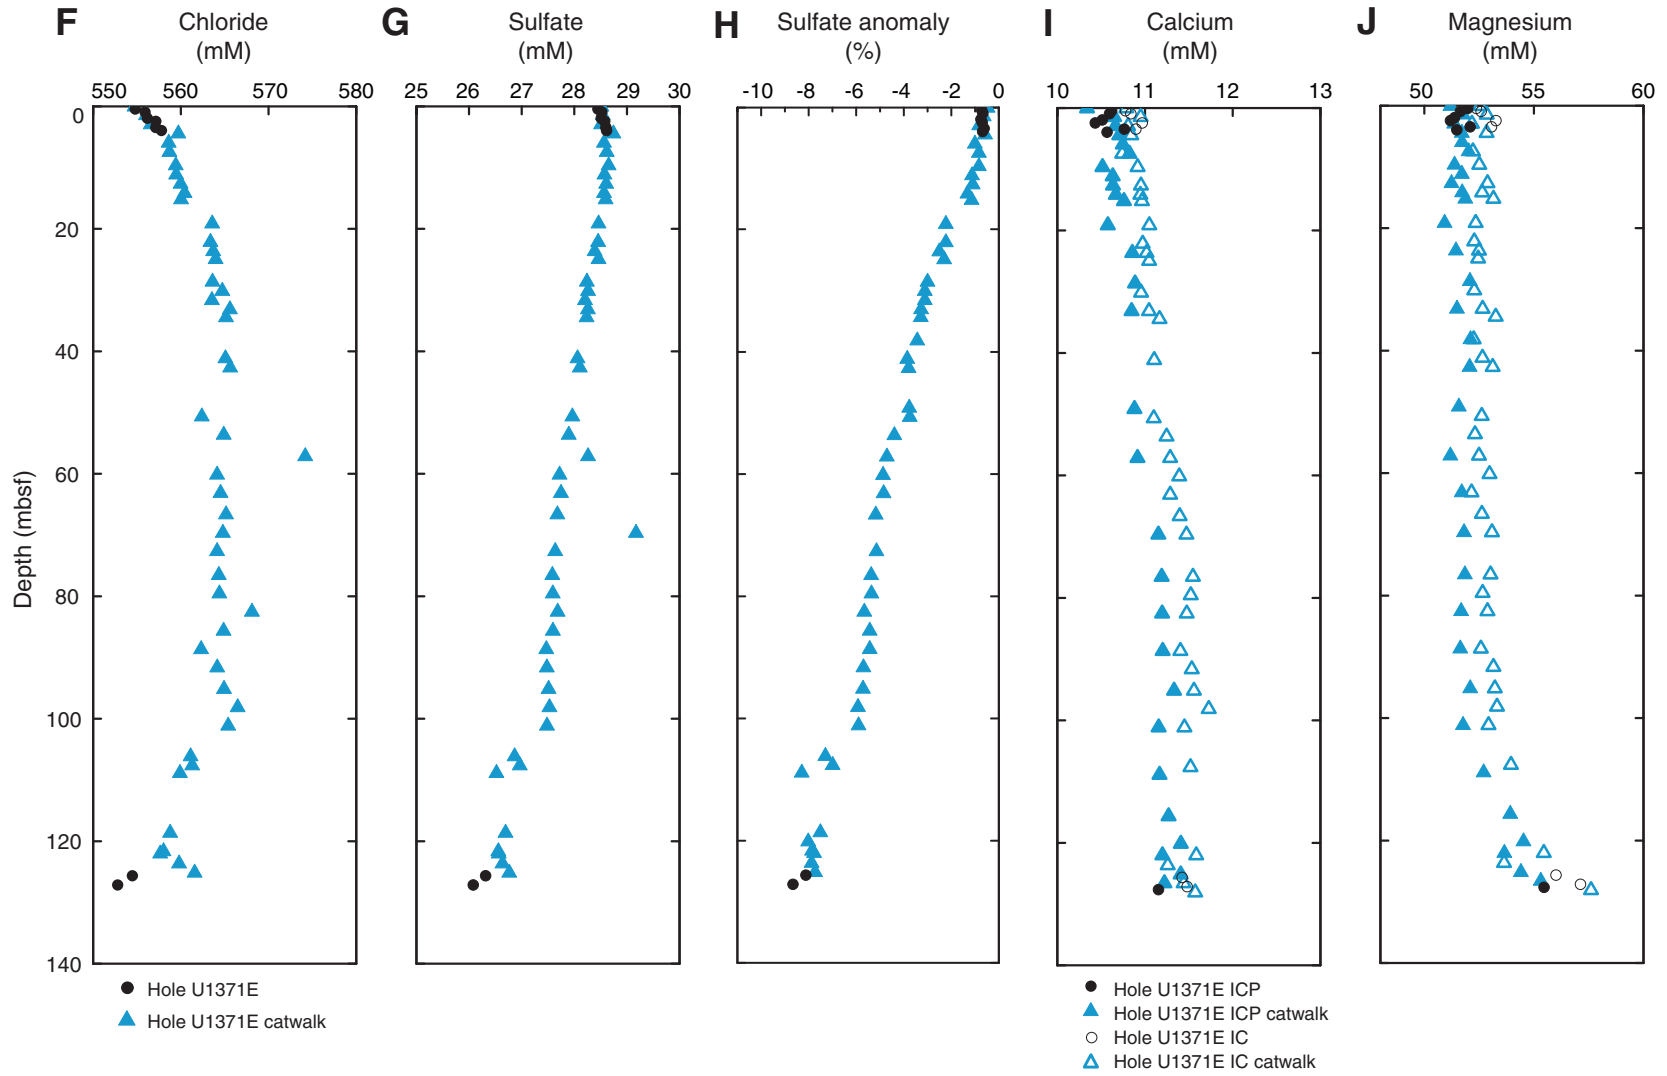 F Chloride (mM)
550 560 570 580
G Sulfate (mM)
25 26 27 28 29 30
H Sulfate anomaly (%)
-10 -8 -6 -4 -2 0
I Calcium (mM)
10 11 12 13
J Magnesium (mM)
50 55 60
Depth (mbsf)
0
20
40
60
80
100
120
140
Hole U1371E
Hole U1371E catwalk
Hole U1371E ICP
Hole U1371E ICP catwalk
Hole U1371E IC
Hole U1371E IC catwalk